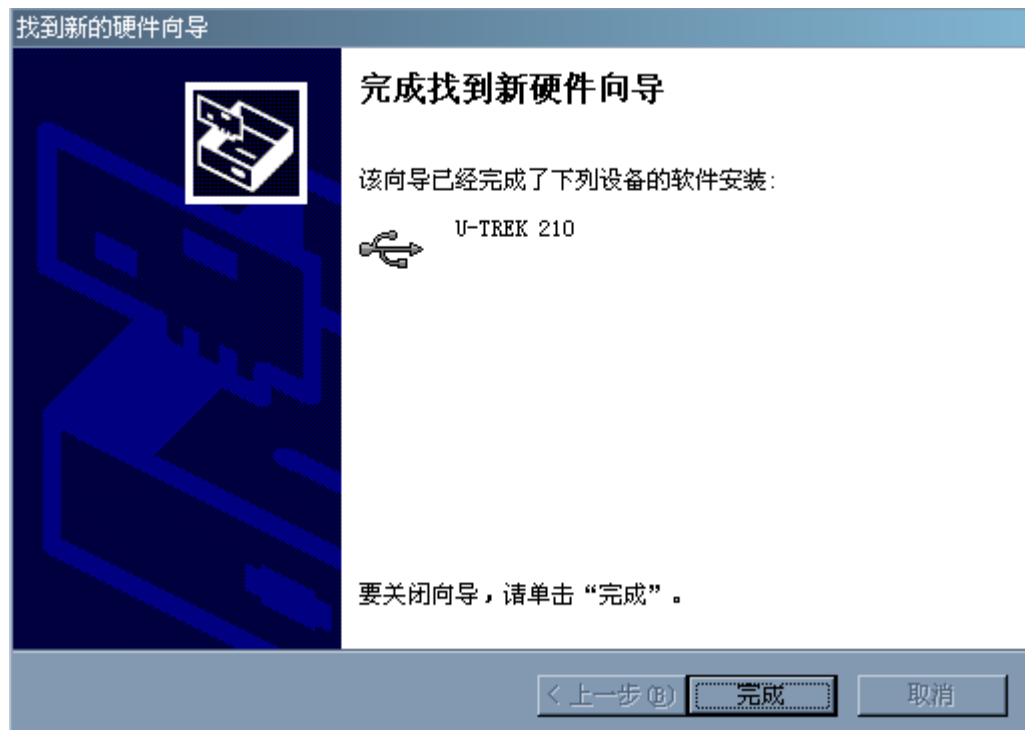 找到新的硬件向导
完成找到新硬件向导
该向导已经完成了下列设备的软件安装:
U-TREK 210
要关闭向导，请单击“完成”。
< 上一步(B)
完成
取消